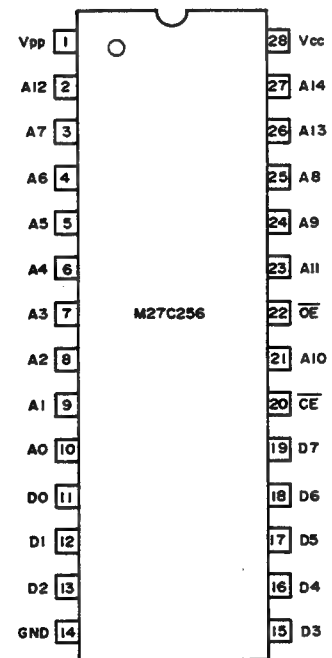 Vpp 1 28 Vcc
A12 2 27 A14
A7 3 26 A13
A6 4 25 A8
A5 5 24 A9
A4 6 23 A11
A3 7 M27C256 22 O̅E̅
A2 8 21 A10
A1 9 20 C̅E̅
A0 10 19 D7
D0 11 18 D6
D1 12 17 D5
D2 13 16 D4
GND 14 15 D3